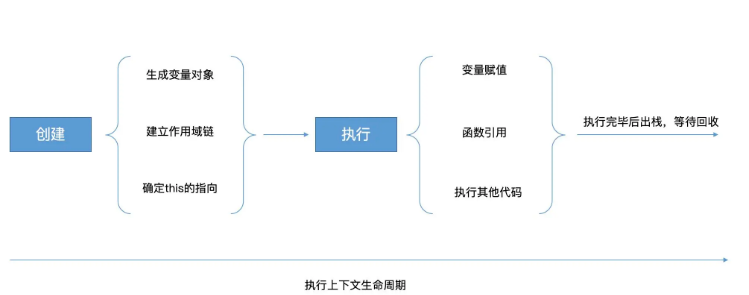 创建
生成变量对象
建立作用域链
确定this的指向
执行
变量赋值
函数引用
执行其他代码
执行完毕后出栈，等待回收
执行上下文生命周期